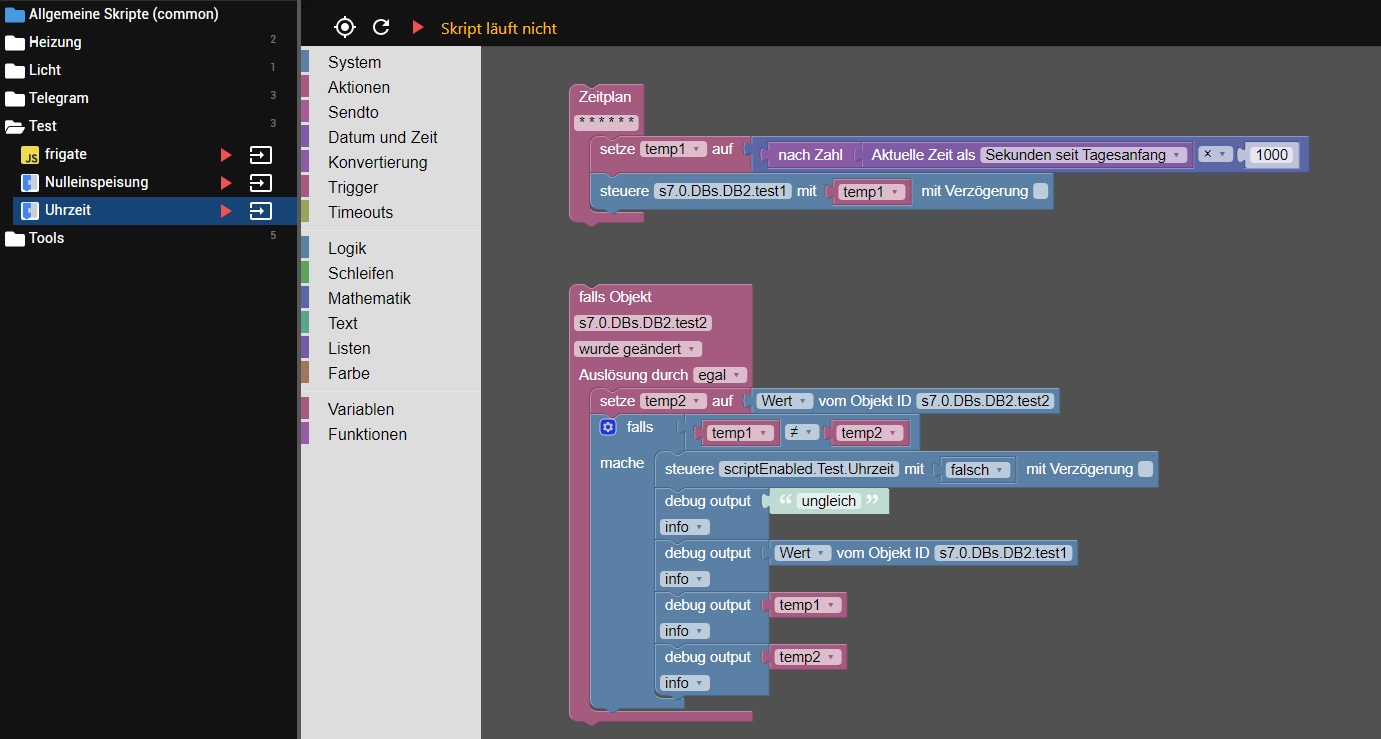 Allgemeine Skripte (common)
Heizung 2
Licht 1
Telegram 3
Test 3
JS frigate
Nulleinspeisung
Uhrzeit
Tools 5
Skript läuft nicht
System
Aktionen
Sendto
Datum und Zeit
Konvertierung
Trigger
Timeouts
Logik
Schleifen
Mathematik
Text
Listen
Farbe
Variablen
Funktionen
Zeitplan
* * * * * *
setze temp1 auf nach Zahl Aktuelle Zeit als Sekunden seit Tagesanfang × 1000
steuere s7.0.DBs.DB2.test1 mit temp1 mit Verzögerung
falls Objekt
s7.0.DBs.DB2.test2
wurde geändert
Auslösung durch egal
setze temp2 auf Wert vom Objekt ID s7.0.DBs.DB2.test2
falls temp1 ≠ temp2
mache steuere scriptEnabled.Test.Uhrzeit mit falsch mit Verzögerung
debug output “ ungleich ”
info
debug output Wert vom Objekt ID s7.0.DBs.DB2.test1
info
debug output temp1
info
debug output temp2
info